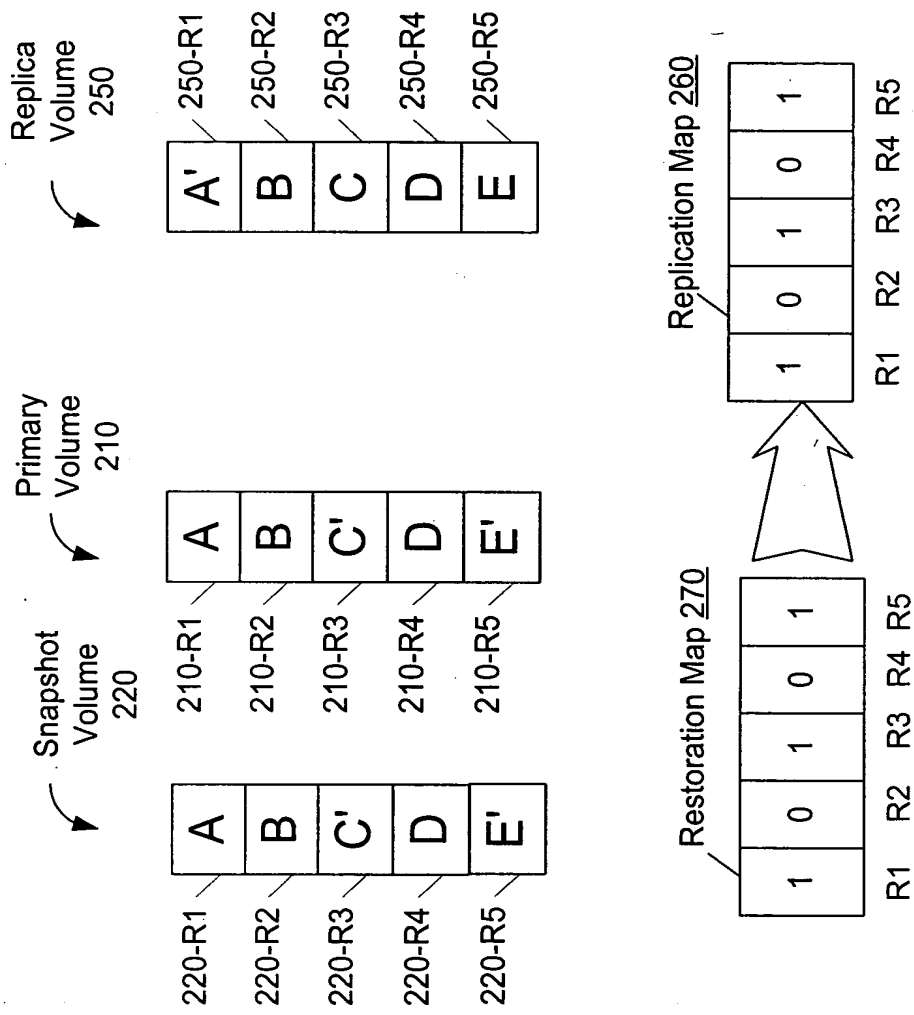 Snapshot
Volume
220
Primary
Volume
210
Replica
Volume
250
220-R1
A
220-R2
B
220-R3
C'
220-R4
D
220-R5
E'
210-R1
A
210-R2
B
210-R3
C'
210-R4
D
210-R5
E'
A'
250-R1
B
250-R2
C
250-R3
D
250-R4
E
250-R5
Restoration Map 270
1 0 1 0 1
R1 R2 R3 R4 R5
Replication Map 260
1 0 1 0 1
R1 R2 R3 R4 R5